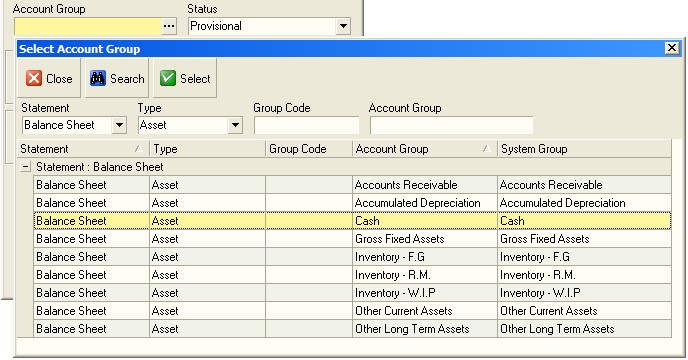 Account Group Status
... Provisional
Select Account Group
Close Search Select
Statement Type Group Code Account Group
Balance Sheet Asset
Statement Type Group Code Account Group System Group
Statement : Balance Sheet
Balance Sheet Asset Accounts Receivable Accounts Receivable
Balance Sheet Asset Accumulated Depreciation Accumulated Depreciation
Balance Sheet Asset Cash Cash
Balance Sheet Asset Gross Fixed Assets Gross Fixed Assets
Balance Sheet Asset Inventory - F.G Inventory - F.G
Balance Sheet Asset Inventory - R.M. Inventory - R.M.
Balance Sheet Asset Inventory - W.I.P Inventory - W.I.P
Balance Sheet Asset Other Current Assets Other Current Assets
Balance Sheet Asset Other Long Term Assets Other Long Term Assets